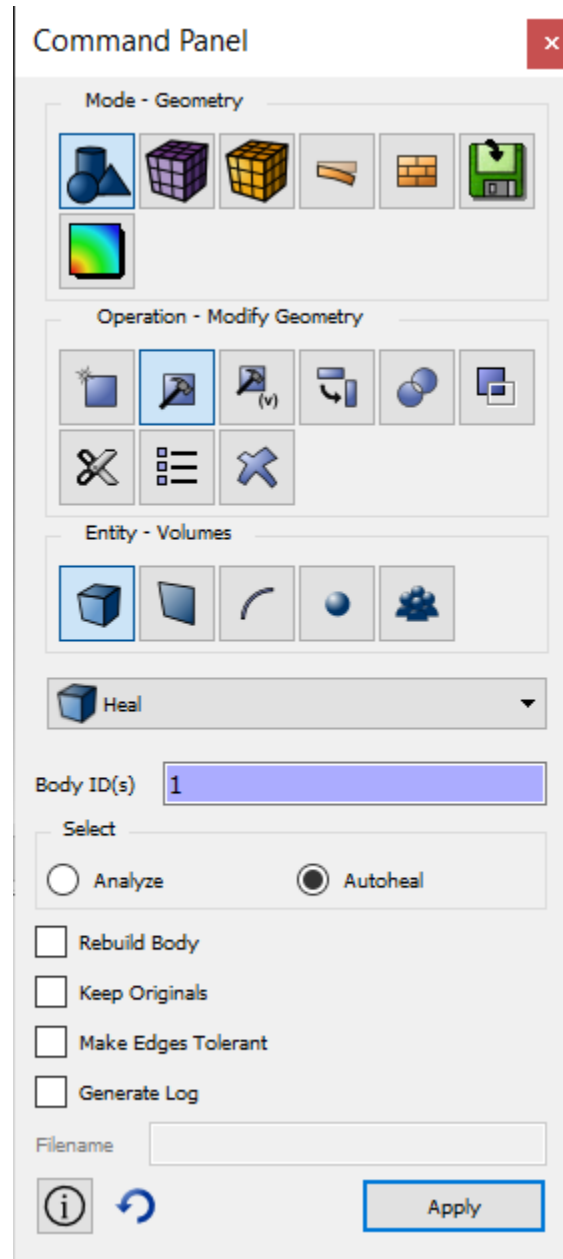 Command Panel
Mode - Geometry
Operation - Modify Geometry
(v)
Entity - Volumes
Heal
Body ID(s) 1
Select
Analyze Autoheal
Rebuild Body
Keep Originals
Make Edges Tolerant
Generate Log
Filename
Apply